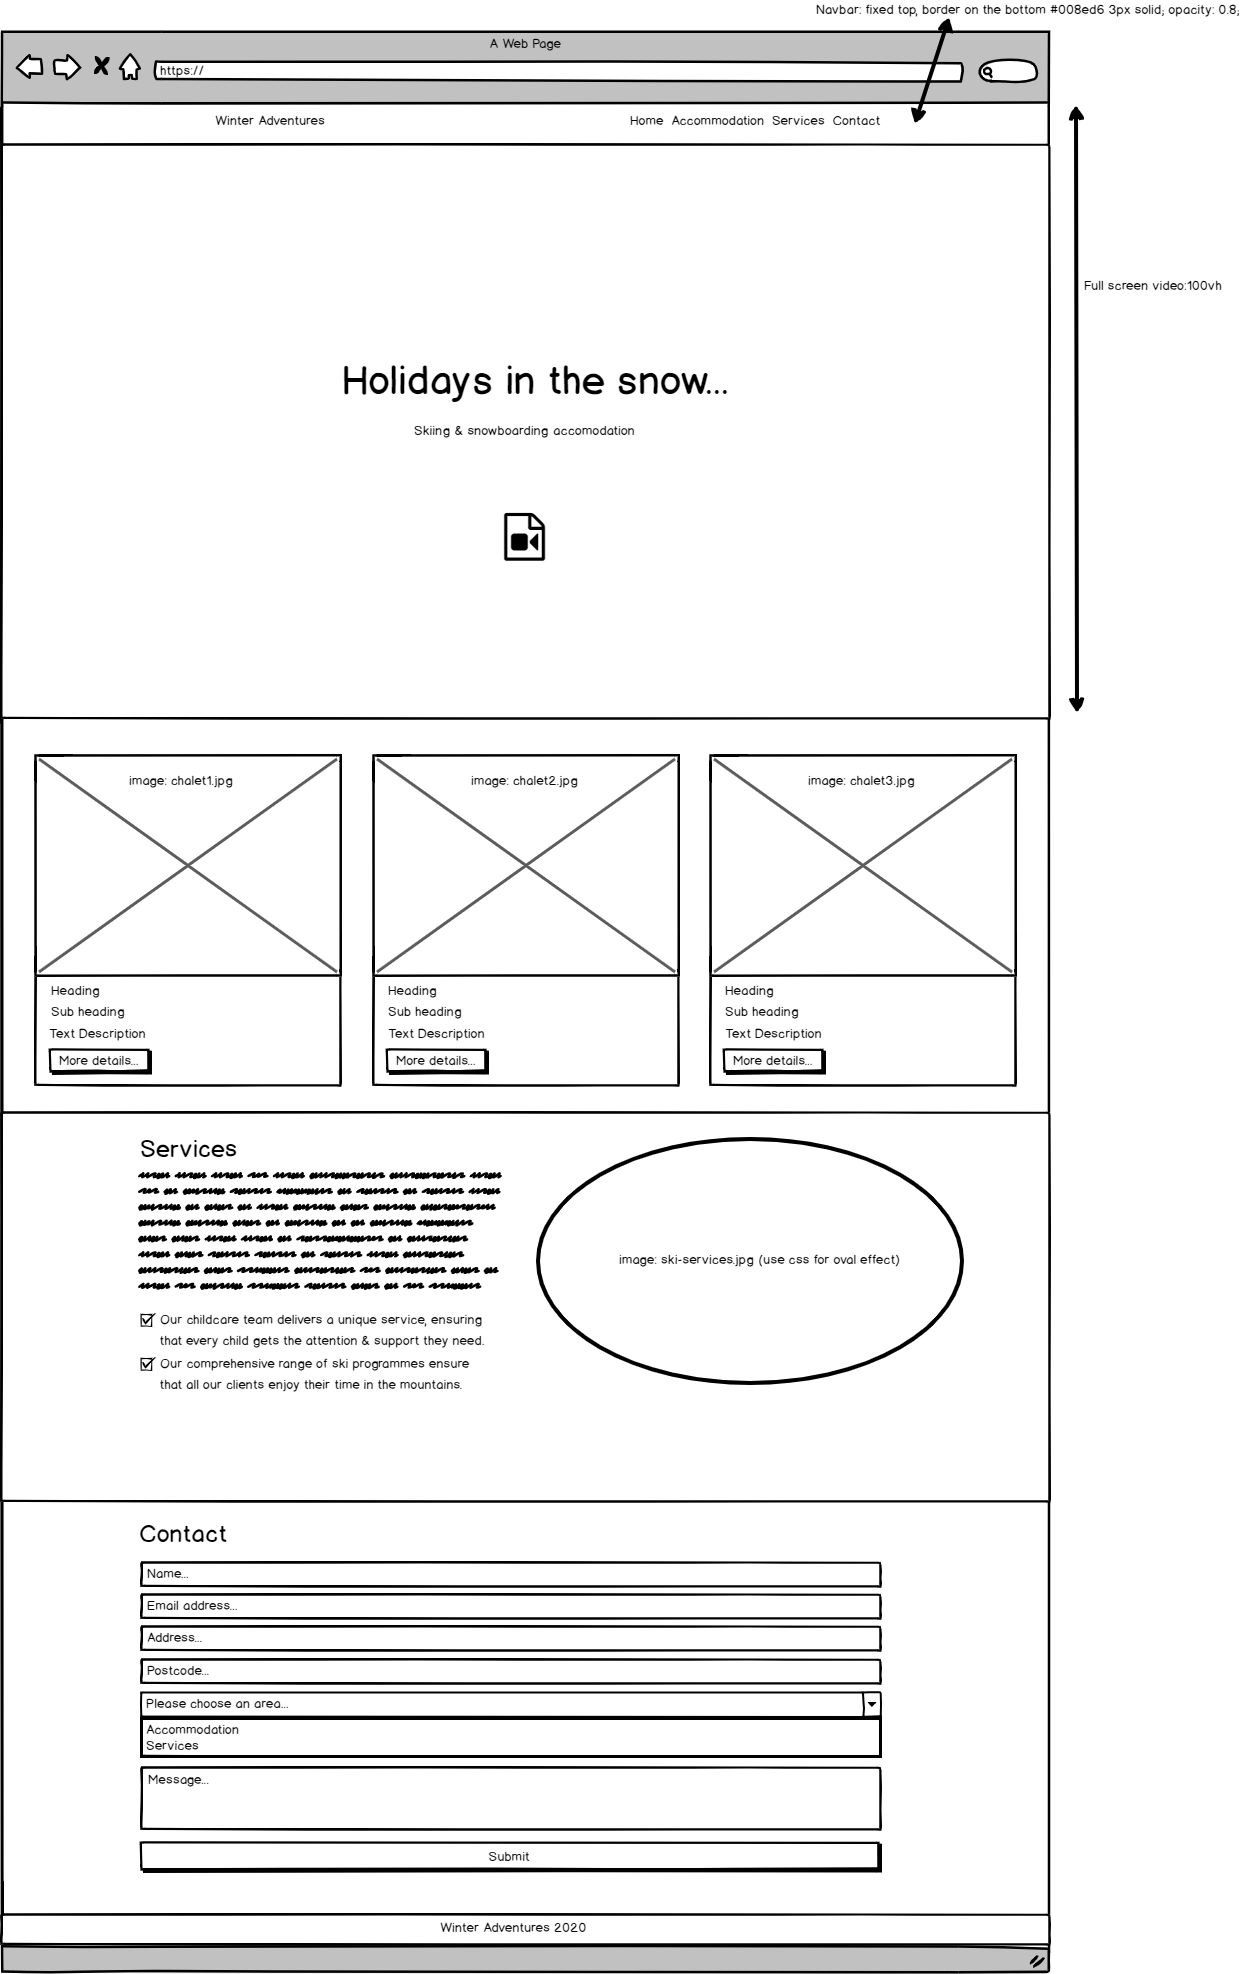 Navbar: fixed top, border on the bottom #008ed6 3px solid; opacity: 0.8;
A Web Page
https://
Winter Adventures
Home Accommodation Services Contact
Full screen video:100vh
Holidays in the snow...
Skiing & snowboarding accomodation
image: chalet1.jpg
image: chalet2.jpg
image: chalet3.jpg
Heading
Sub heading
Text Description
More details...
Heading
Sub heading
Text Description
More details...
Heading
Sub heading
Text Description
More details...
Services
Our childcare team delivers a unique service, ensuring
that every child gets the attention & support they need.
Our comprehensive range of ski programmes ensure
that all our clients enjoy their time in the mountains.
image: ski-services.jpg (use css for oval effect)
Contact
Name...
Email address...
Address...
Postcode...
Please choose an area...
Accommodation
Services
Message...
Submit
Winter Adventures 2020